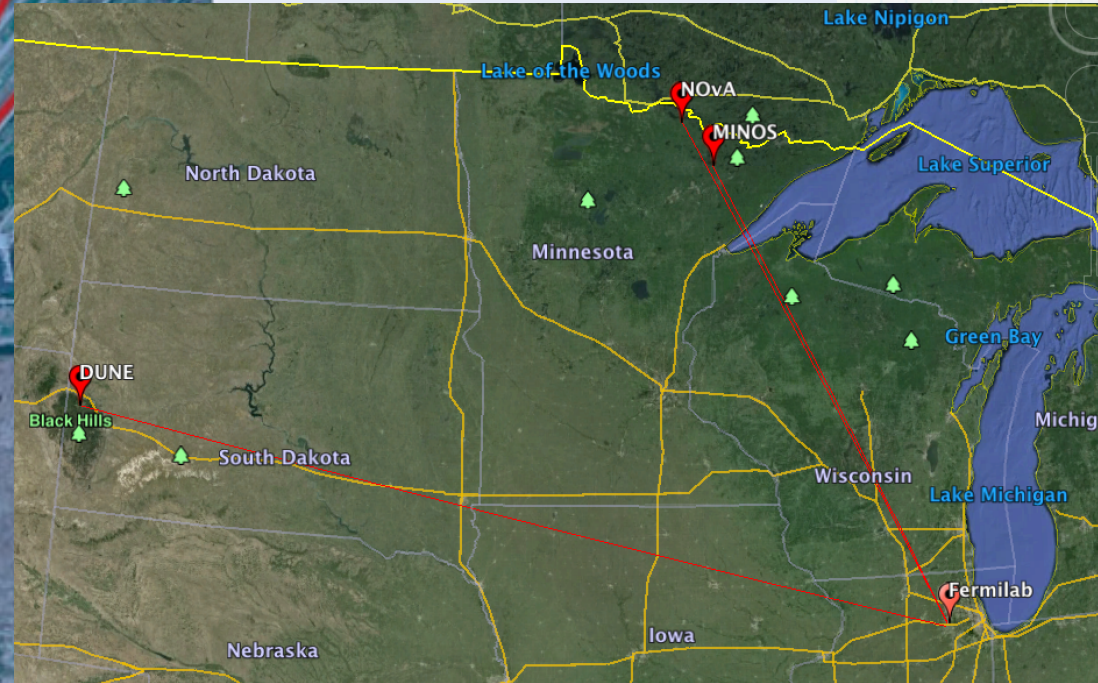 Lake Nipigon
Lake of the Woods
NOvA
MINOS
Lake Superior
North Dakota
Minnesota
Green Bay
DUNE
Black Hills
Michig
South Dakota
Wisconsin
Lake Michigan
Fermilab
Iowa
Nebraska